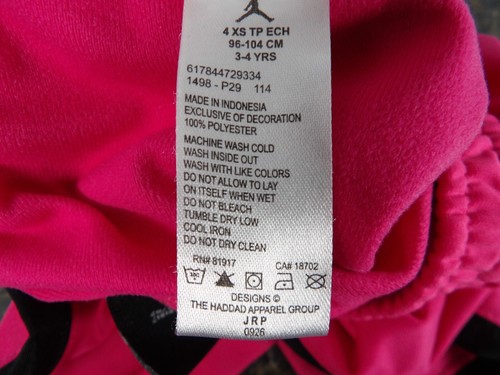 4 XS TP ECH
96-104 CM
3-4 YRS
617844729334
1498 - P29 114
MADE IN INDONESIA
EXCLUSIVE OF DECORATION
100% POLYESTER
MACHINE WASH COLD
WASH INSIDE OUT
WASH WITH LIKE COLORS
DO NOT ALLOW TO LAY
ON ITSELF WHEN WET
DO NOT BLEACH
TUMBLE DRY LOW
COOL IRON
DO NOT DRY CLEAN
RN# 81917 CA# 18702
DESIGNS ©
THE HADDAD APPAREL GROUP
JRP
0926